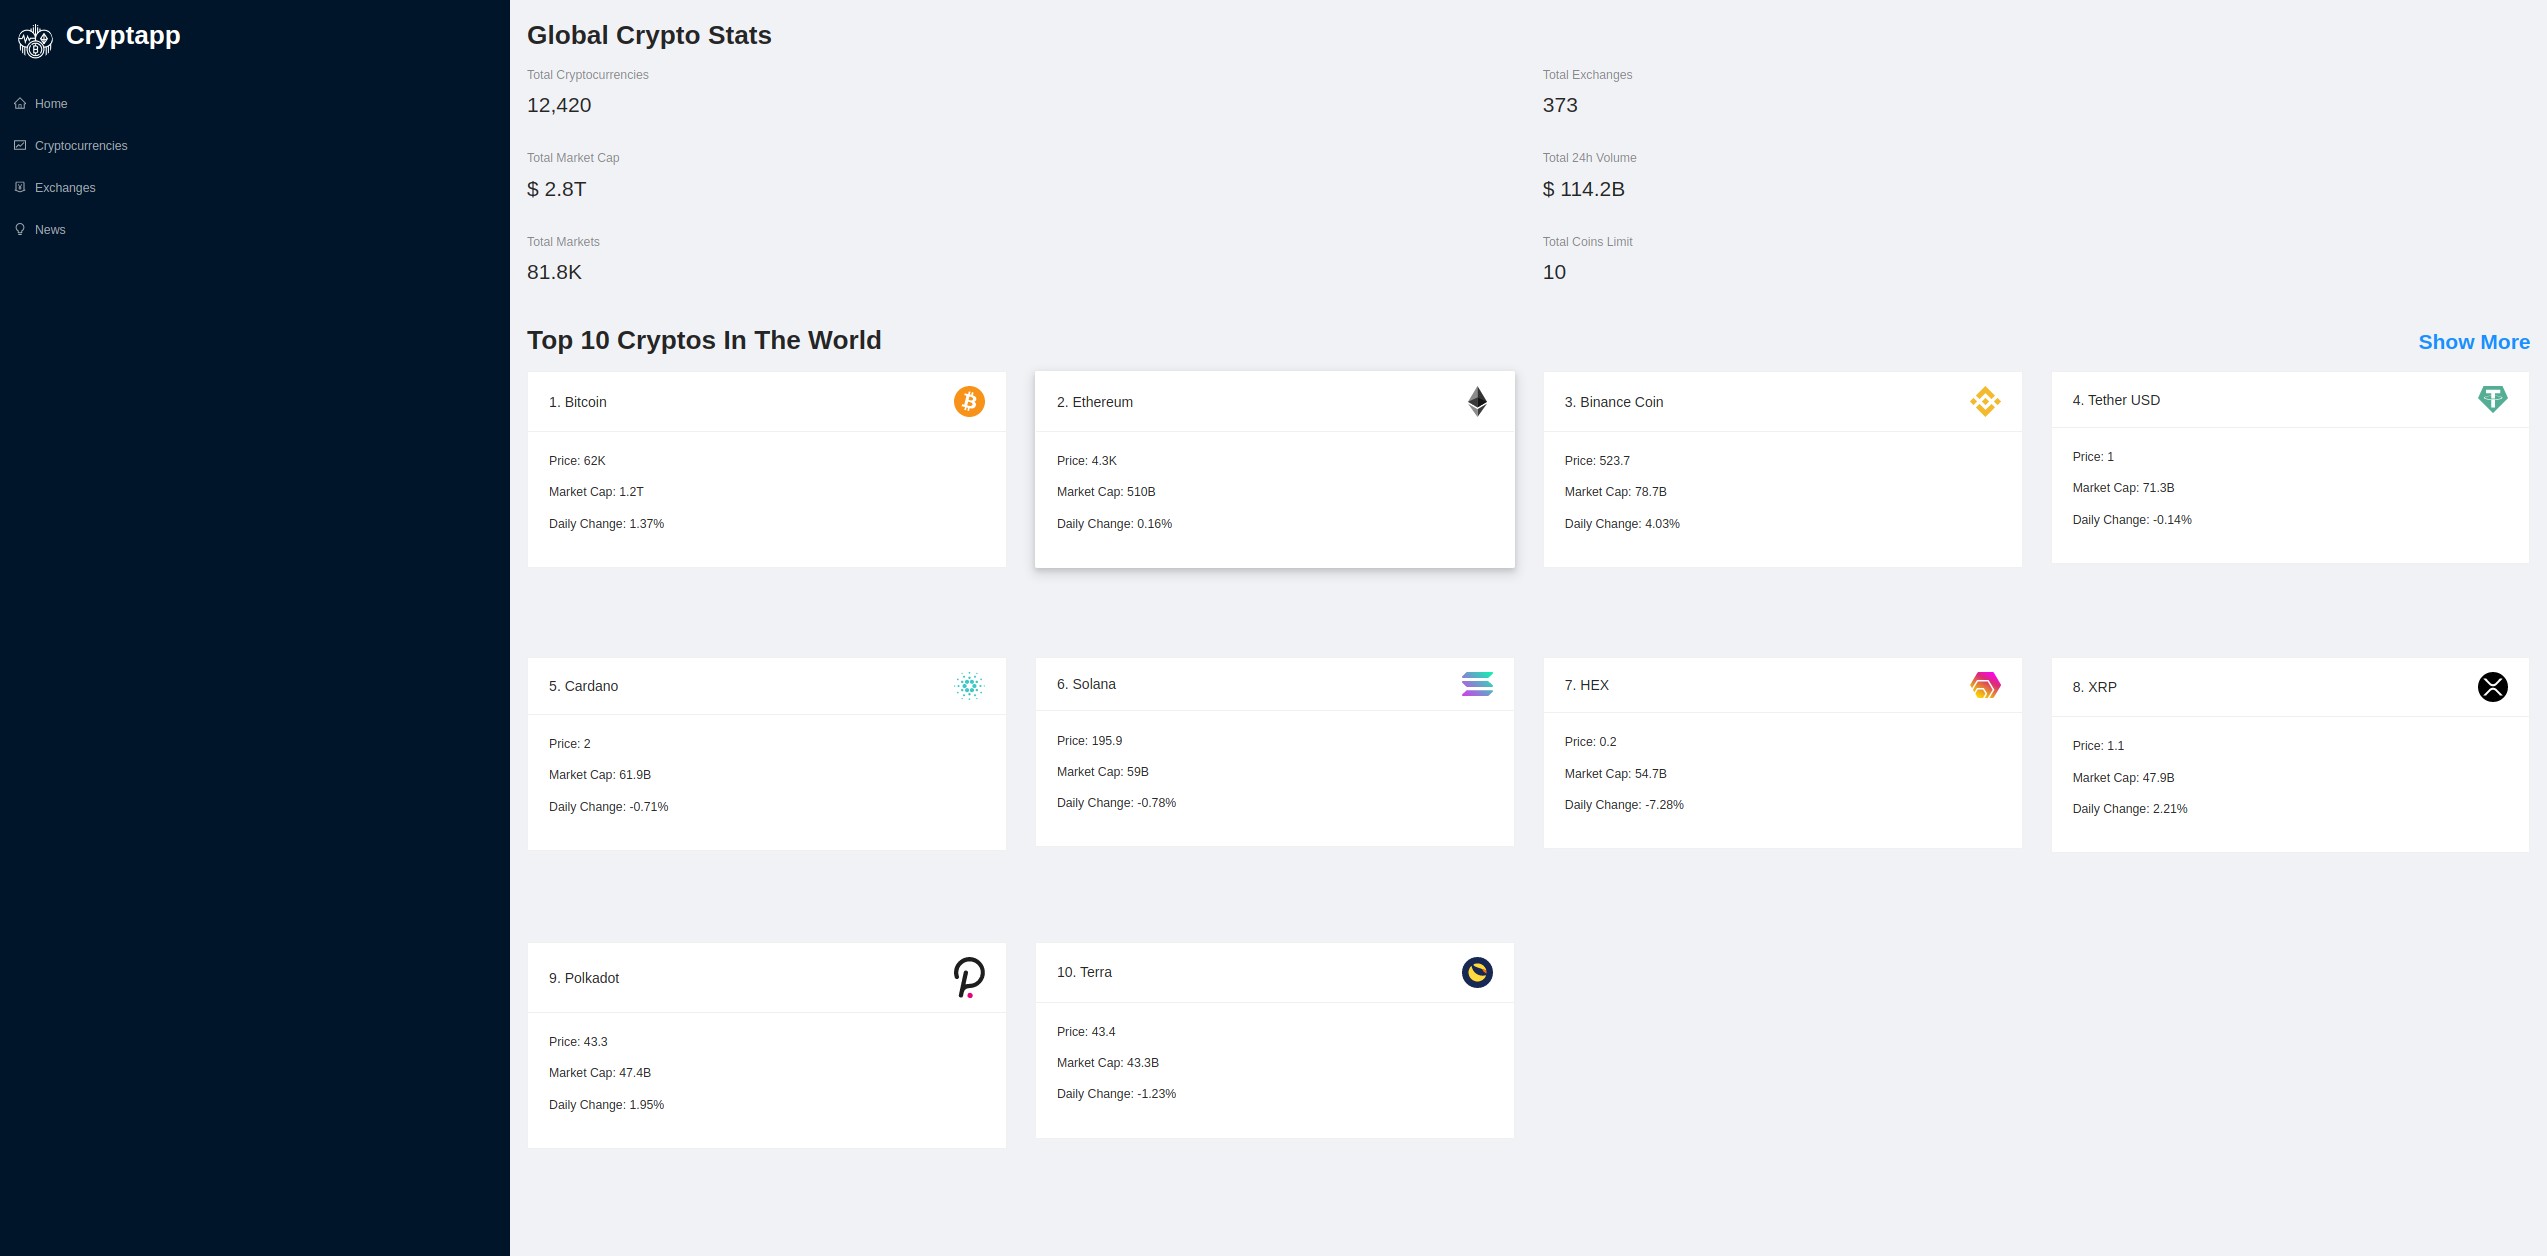 Cryptapp
Home
Cryptocurrencies
Exchanges
News
Global Crypto Stats
Total Cryptocurrencies
12,420
Total Exchanges
373
Total Market Cap
$ 2.8T
Total 24h Volume
$ 114.2B
Total Markets
81.8K
Total Coins Limit
10
Top 10 Cryptos In The World
Show More
1. Bitcoin
Price: 62K
Market Cap: 1.2T
Daily Change: 1.37%
2. Ethereum
Price: 4.3K
Market Cap: 510B
Daily Change: 0.16%
3. Binance Coin
Price: 523.7
Market Cap: 78.7B
Daily Change: 4.03%
4. Tether USD
Price: 1
Market Cap: 71.3B
Daily Change: -0.14%
5. Cardano
Price: 2
Market Cap: 61.9B
Daily Change: -0.71%
6. Solana
Price: 195.9
Market Cap: 59B
Daily Change: -0.78%
7. HEX
Price: 0.2
Market Cap: 54.7B
Daily Change: -7.28%
8. XRP
Price: 1.1
Market Cap: 47.9B
Daily Change: 2.21%
9. Polkadot
Price: 43.3
Market Cap: 47.4B
Daily Change: 1.95%
10. Terra
Price: 43.4
Market Cap: 43.3B
Daily Change: -1.23%